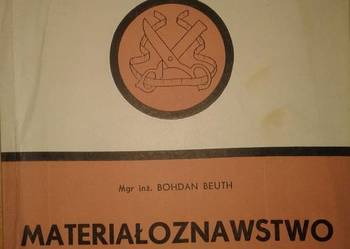 Mgr inż. BOHDAN BEUTH
MATERIAŁOZNAWSTWO